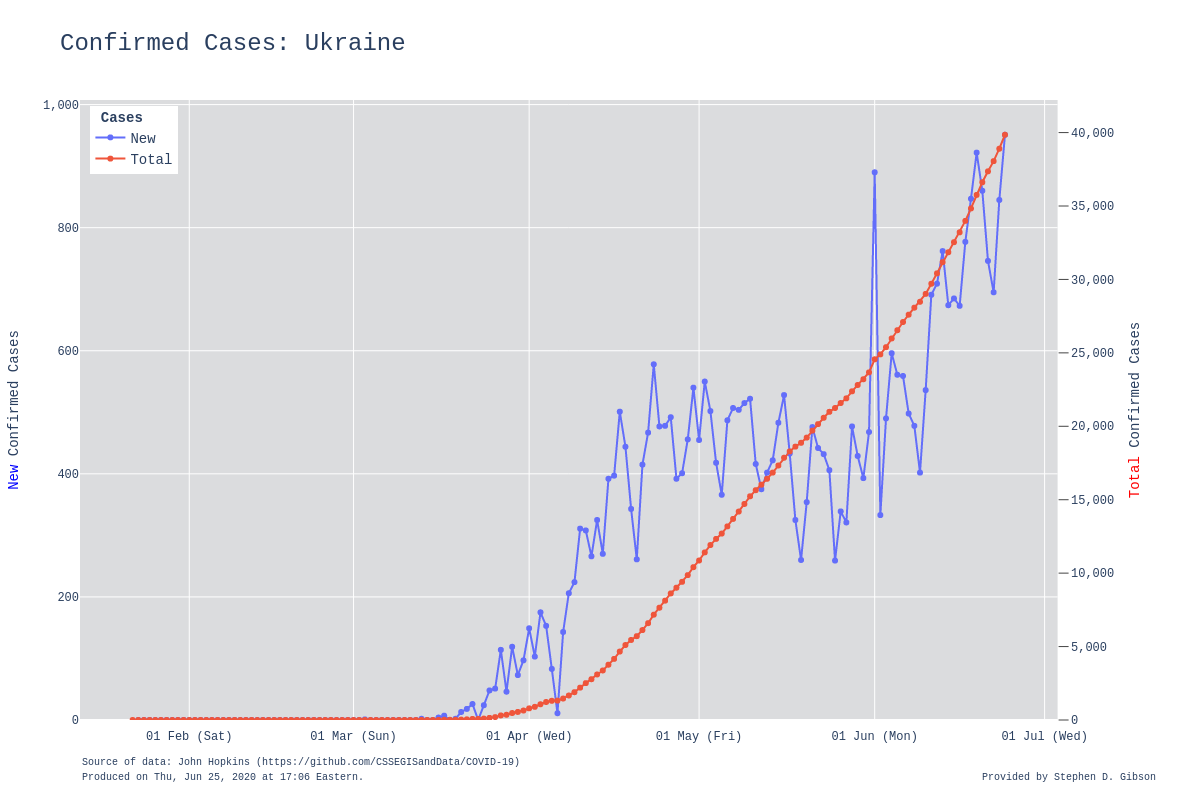 Confirmed Cases: Ukraine
Cases
New
Total
1,000
800
600
400
200
0
New Confirmed Cases
40,000
35,000
30,000
25,000
20,000
15,000
10,000
5,000
0
Total Confirmed Cases
01 Feb (Sat) 01 Mar (Sun) 01 Apr (Wed) 01 May (Fri) 01 Jun (Mon) 01 Jul (Wed)
Source of data: John Hopkins (https://github.com/CSSEGISandData/COVID-19)
Produced on Thu, Jun 25, 2020 at 17:06 Eastern.
Provided by Stephen D. Gibson